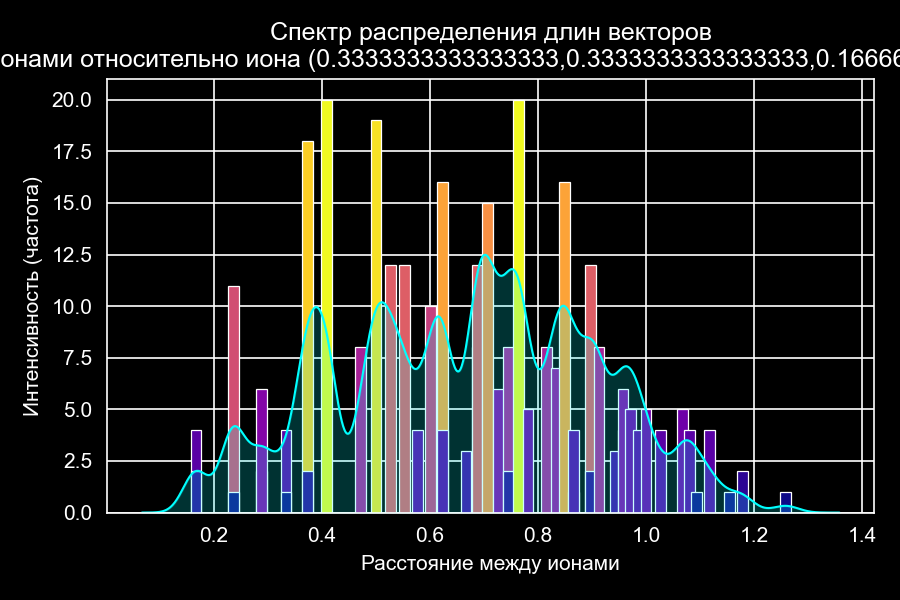 Спектр распределения длин векторов
онами относительно иона (0.3333333333333333,0.3333333333333333,0.16666
Интенсивность (частота)
20.0
17.5
15.0
12.5
10.0
7.5
5.0
2.5
0.0
0.2 0.4 0.6 0.8 1.0 1.2 1.4
Расстояние между ионами